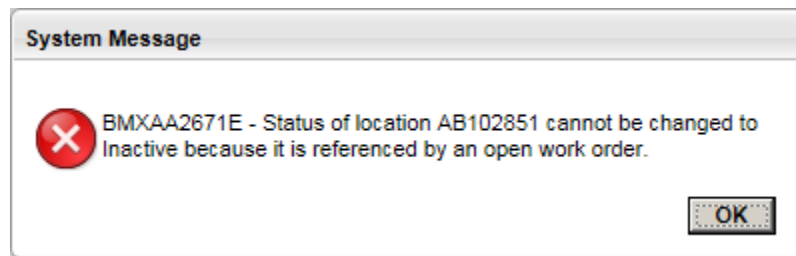 System Message
BMXAA2671E - Status of location AB102851 cannot be changed to
Inactive because it is referenced by an open work order.
OK